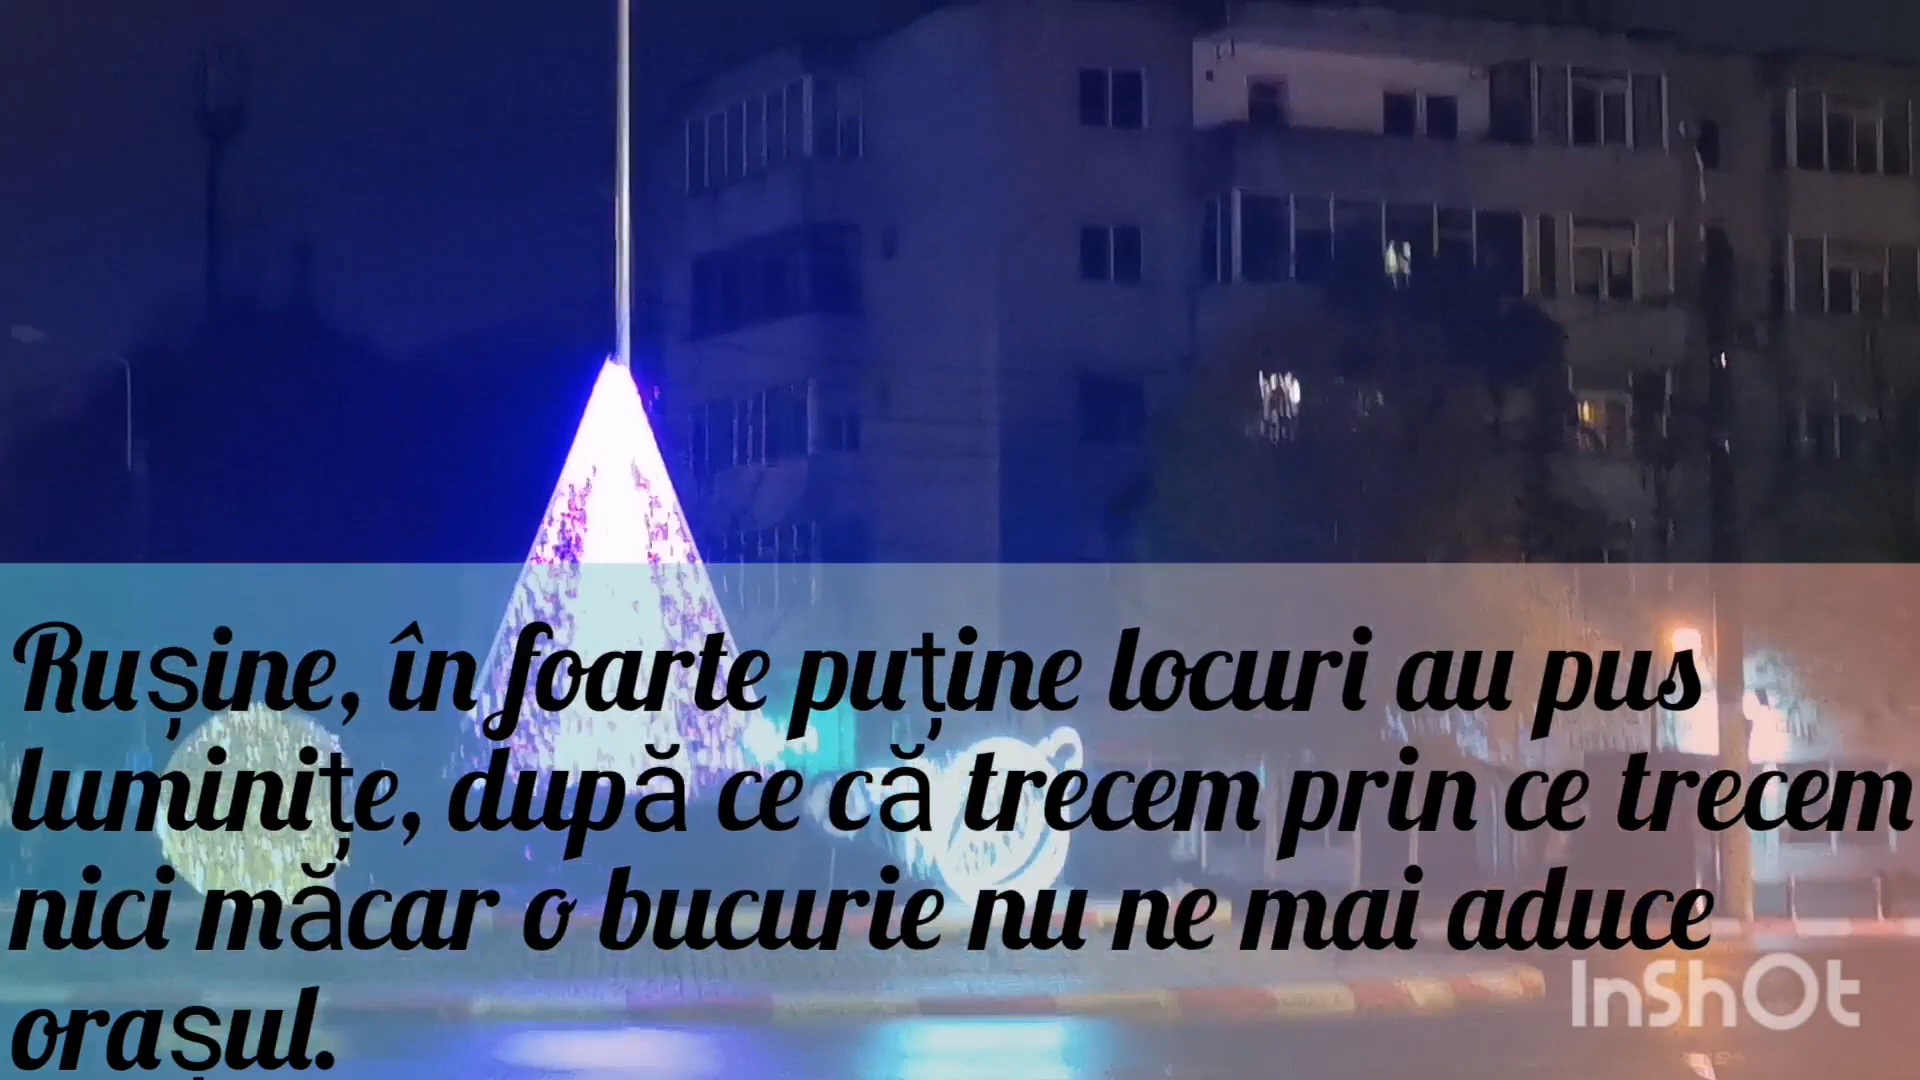 Rușine, în foarte puține locuri au pus
luminițe, după ce că trecem prin ce trecem
nici măcar o bucurie nu ne mai aduce
orașul.
InShOt